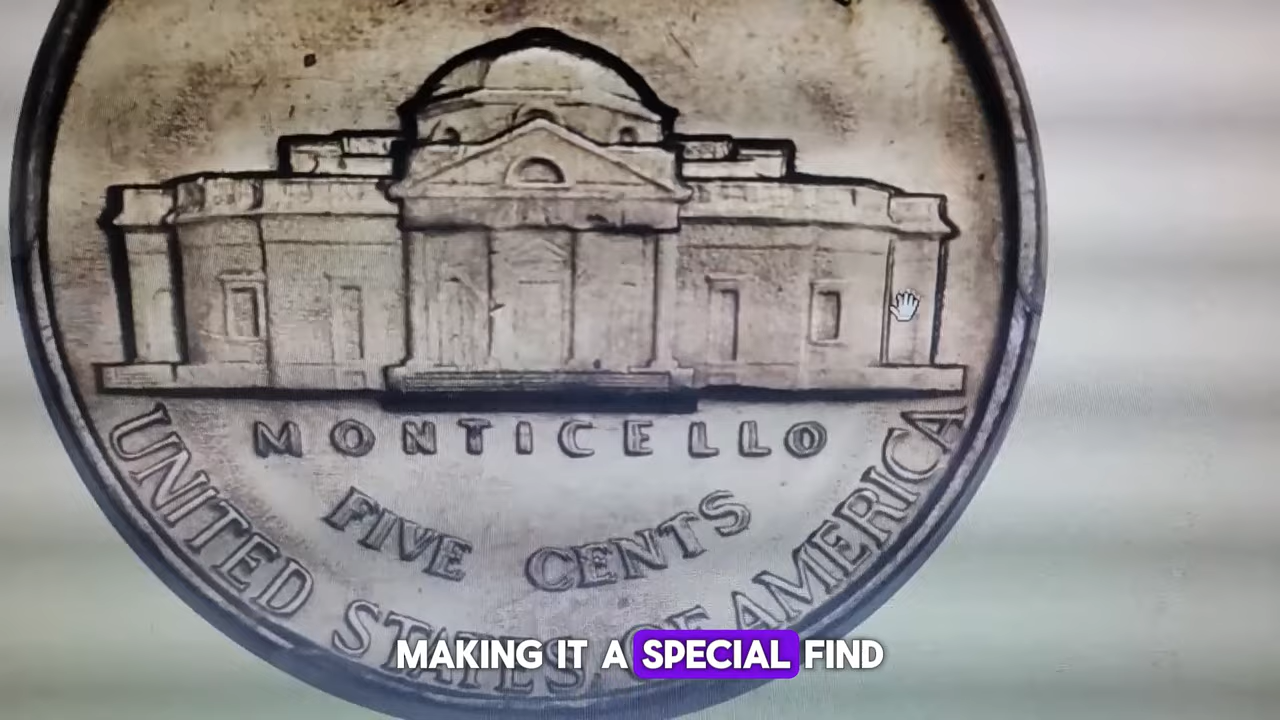 MONTICELLO
FIVE CENTS
UNITED STATES OF AMERICA
MAKING IT A SPECIAL FIND